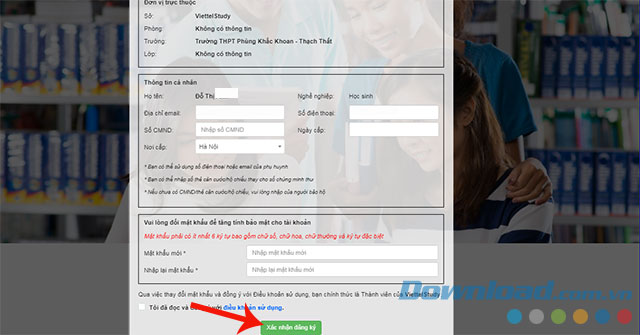 Đơn vị trực thuộc
Sở: ViettelStudy
Phòng: Không có thông tin
Trường: Trường THPT Phùng Khắc Khoan - Thạch Thất
Lớp: Không có thông tin
Thông tin cá nhân
Họ tên: Đỗ Thị Nghề nghiệp: Học sinh
Địa chỉ email: Số điện thoại:
Số CMND: Nhập số CMND Ngày cấp:
Nơi cấp: Hà Nội
* Bạn có thể sử dụng số điện thoại hoặc email của phụ huynh
* Bạn có thể nhập số thẻ căn cước/hộ chiếu thay cho số chứng minh thư
* Nếu chưa có CMND/thẻ căn cước/hộ chiếu, vui lòng nhập của người bảo hộ
Vui lòng đổi mật khẩu để tăng tính bảo mật cho tài khoản
Mật khẩu phải có ít nhất 6 ký tự bao gồm chữ số, chữ hoa, chữ thường và ký tự đặc biệt
Mật khẩu mới * Nhập mật khẩu mới
Nhập lại mật khẩu * Nhập lại mật khẩu mới
Qua việc thay đổi mật khẩu và đồng ý với Điều khoản sử dụng, bạn chính thức là Thành viên của ViettelStudy.
Tôi đã đọc và với điều khoản sử dụng.
Xác nhận đăng ký
Download.com.vn